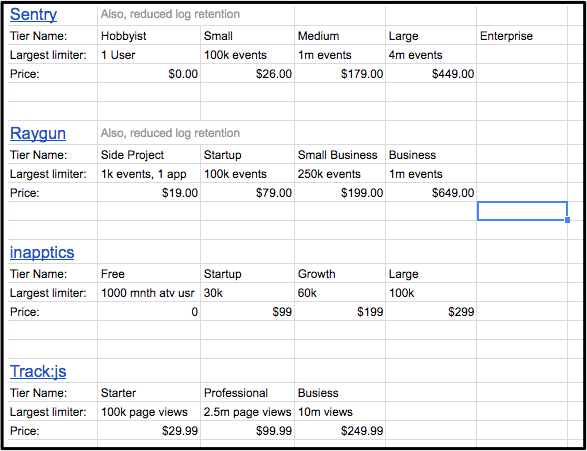 Sentry Also, reduced log retention
Tier Name: Hobbyist Small Medium Large Enterprise
Largest limiter: 1 User 100k events 1m events 4m events
Price: $0.00 $26.00 $179.00 $449.00
Raygun Also, reduced log retention
Tier Name: Side Project Startup Small Business Business
Largest limiter: 1k events, 1 app 100k events 250k events 1m events
Price: $19.00 $79.00 $199.00 $649.00
inapptics
Tier Name: Free Startup Growth Large
Largest limiter: 1000 mnth atv usr 30k 60k 100k
Price: 0 $99 $199 $299
Track:js
Tier Name: Starter Professional Busiess
Largest limiter: 100k page views 2.5m page views 10m views
Price: $29.99 $99.99 $249.99